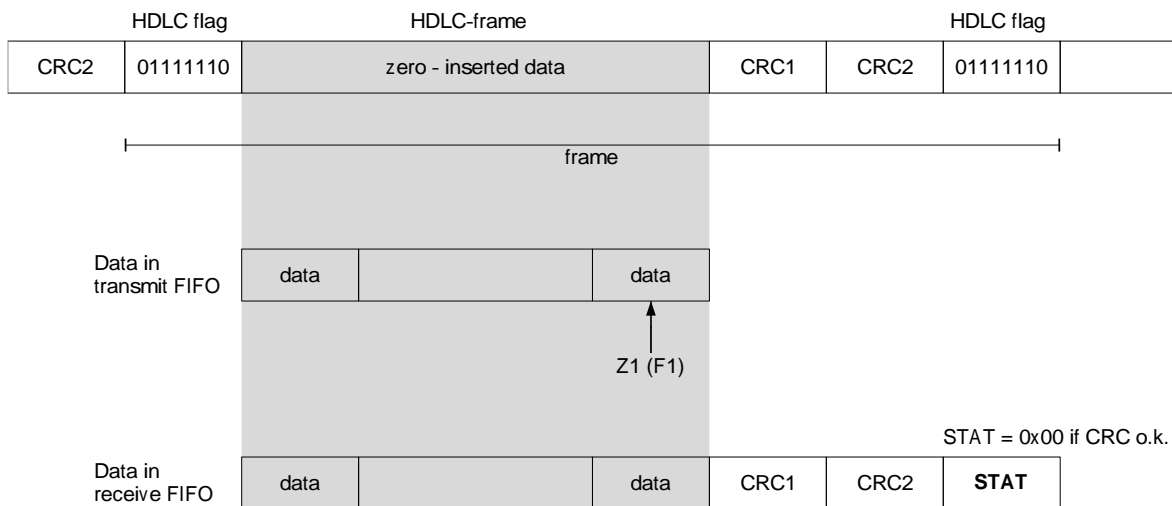 HDLC flag HDLC-frame HDLC flag
CRC2 01111110 zero - inserted data CRC1 CRC2 01111110
frame
Data in
transmit FIFO
data data
Z1 (F1)
STAT = 0x00 if CRC o.k.
Data in
receive FIFO
data data CRC1 CRC2 STAT